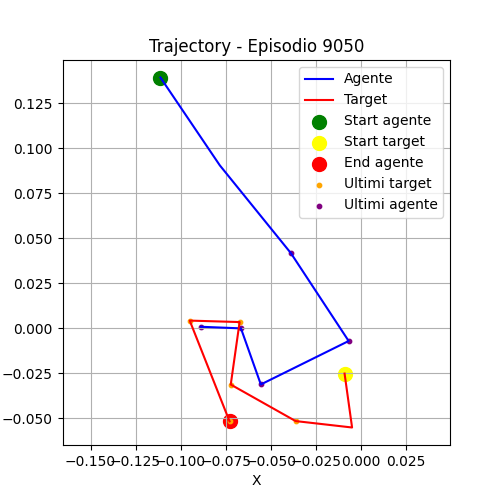 Trajectory - Episodio 9050
Agente
Target
Start agente
Start target
End agente
Ultimi target
Ultimi agente
0.125
0.100
0.075
0.050
0.025
0.000
−0.025
−0.050
−0.150 −0.125 −0.100 −0.075 −0.050 −0.025 0.000 0.025
X